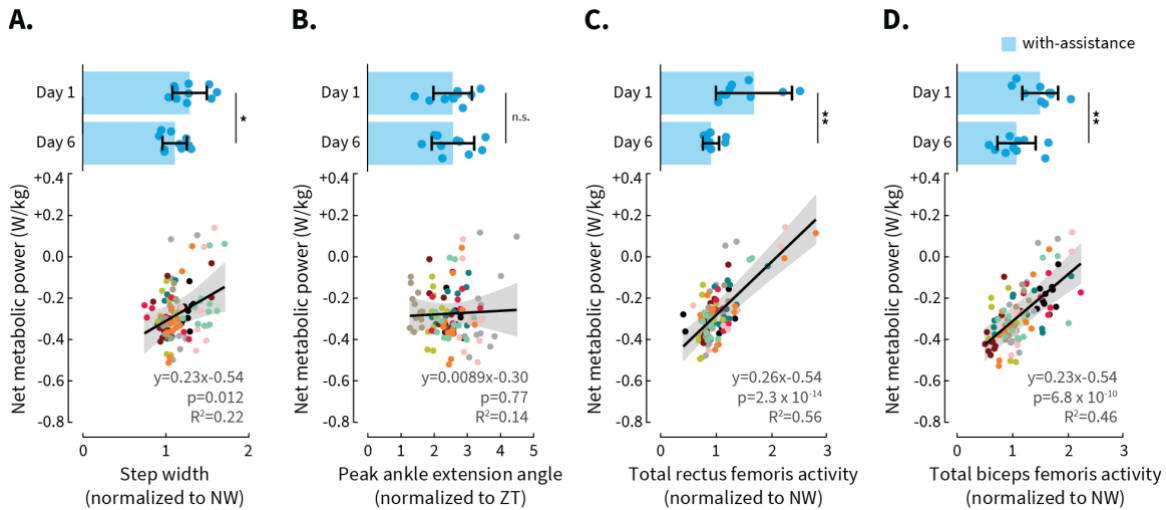 A.
B.
C.
D.
with-assistance
Day 1
Day 6
*
Day 1
Day 6
n.s.
Day 1
Day 6
**
Day 1
Day 6
**
Net metabolic power (W/kg)
+0.4
+0.2
0.0
-0.2
-0.4
-0.6
-0.8
y=0.23x-0.54
p=0.012
R²=0.22
0 1 2
Step width
(normalized to NW)
Net metabolic power (W/kg)
+0.4
+0.2
0.0
-0.2
-0.4
-0.6
-0.8
y=0.0089x-0.30
p=0.77
R²=0.14
0 1 2 3 4 5
Peak ankle extension angle
(normalized to ZT)
Net metabolic power (W/kg)
+0.4
+0.2
0.0
-0.2
-0.4
-0.6
-0.8
y=0.26x-0.54
p=2.3 x 10⁻¹⁴
R²=0.56
0 1 2 3
Total rectus femoris activity
(normalized to NW)
Net metabolic power (W/kg)
+0.4
+0.2
0.0
-0.2
-0.4
-0.6
-0.8
y=0.23x-0.54
p=6.8 x 10⁻¹⁰
R²=0.46
0 1 2 3
Total biceps femoris activity
(normalized to NW)